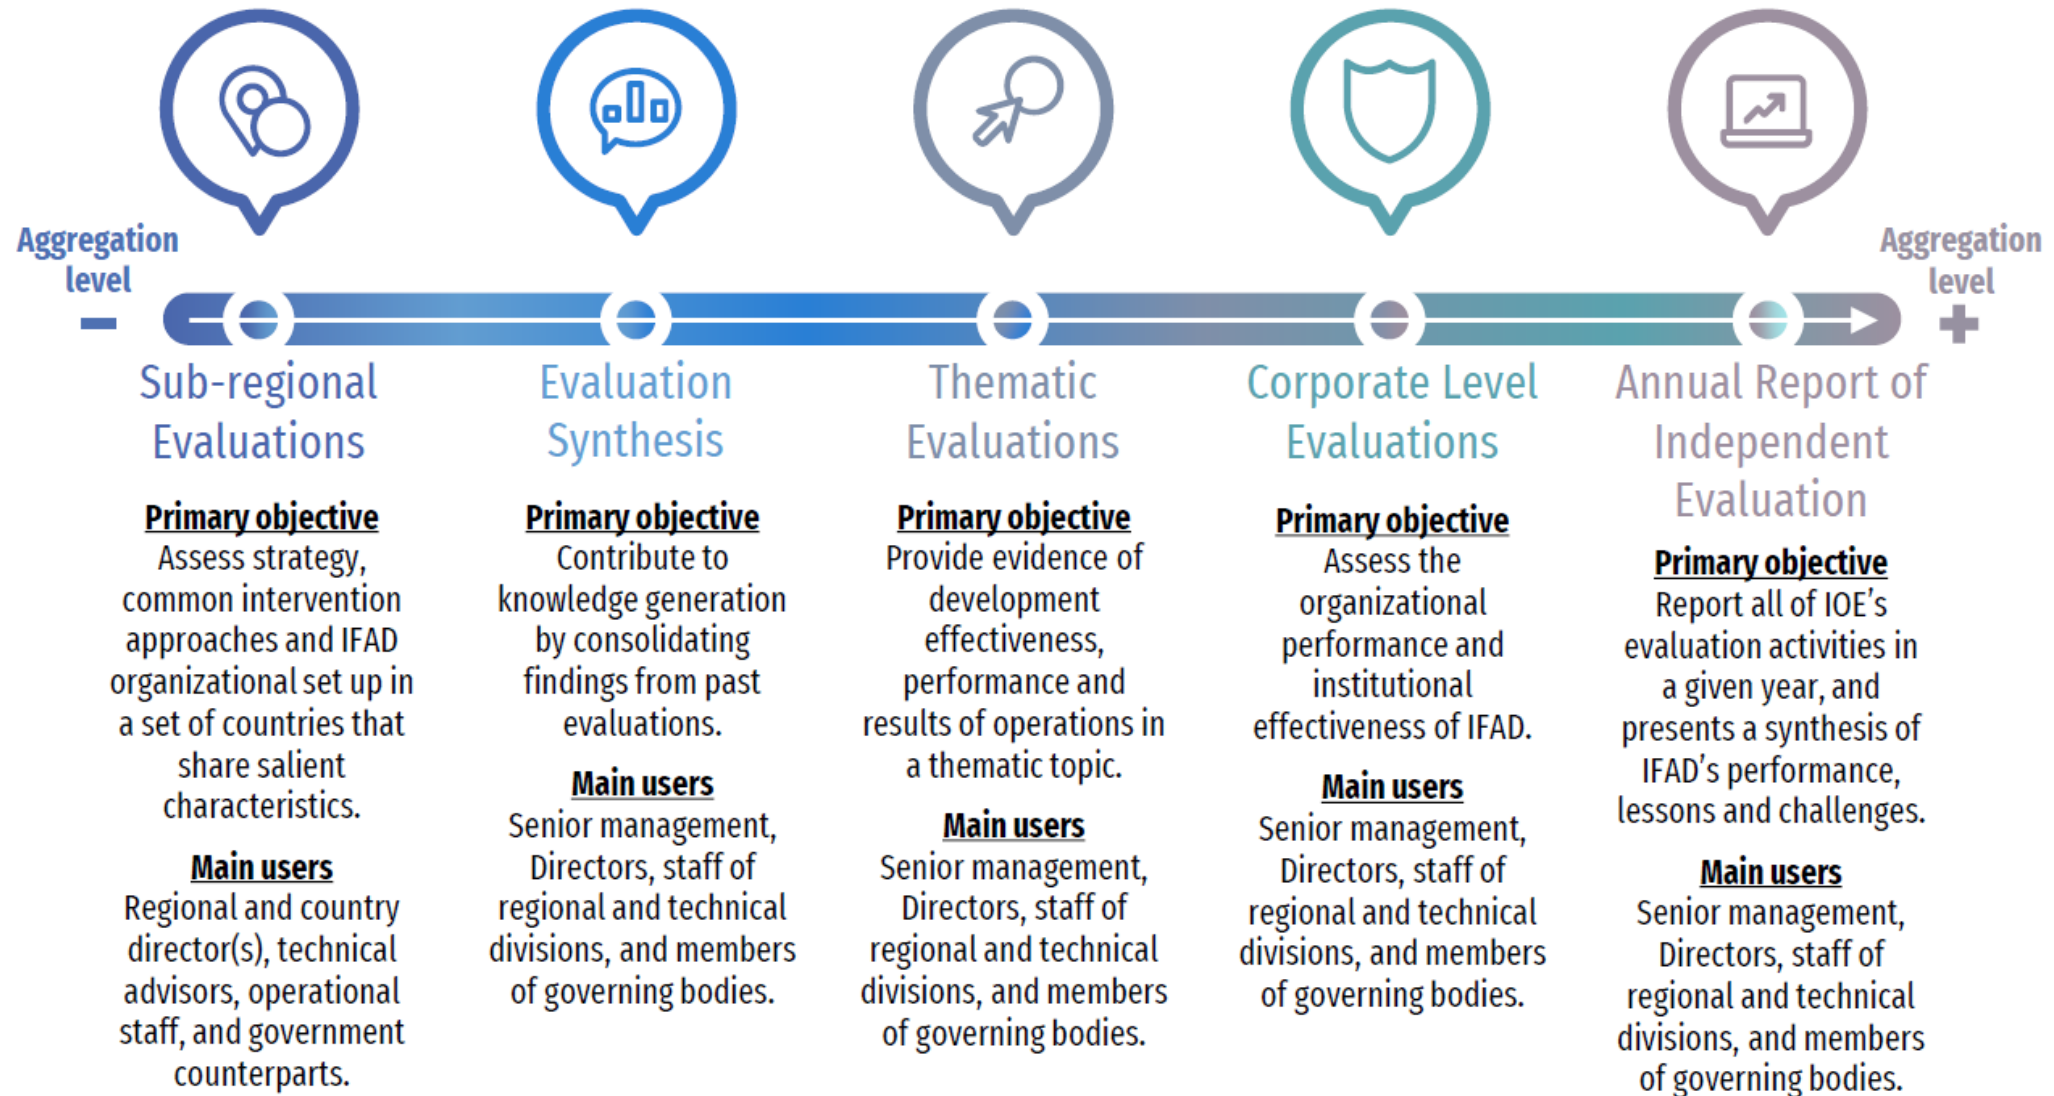 Aggregation
level
Aggregation
level
Sub-regional
Evaluations
Primary objective
Assess strategy,
common intervention
approaches and IFAD
organizational set up in
a set of countries that
share salient
characteristics.
Main users
Regional and country
director(s), technical
advisors, operational
staff, and government
counterparts.
Evaluation
Synthesis
Primary objective
Contribute to
knowledge generation
by consolidating
findings from past
evaluations.
Main users
Senior management,
Directors, staff of
regional and technical
divisions, and members
of governing bodies.
Thematic
Evaluations
Primary objective
Provide evidence of
development
effectiveness,
performance and
results of operations in
a thematic topic.
Main users
Senior management,
Directors, staff of
regional and technical
divisions, and members
of governing bodies.
Corporate Level
Evaluations
Primary objective
Assess the
organizational
performance and
institutional
effectiveness of IFAD.
Main users
Senior management,
Directors, staff of
regional and technical
divisions, and members
of governing bodies.
Annual Report of
Independent
Evaluation
Primary objective
Report all of IOE’s
evaluation activities in
a given year, and
presents a synthesis of
IFAD’s performance,
lessons and challenges.
Main users
Senior management,
Directors, staff of
regional and technical
divisions, and members
of governing bodies.